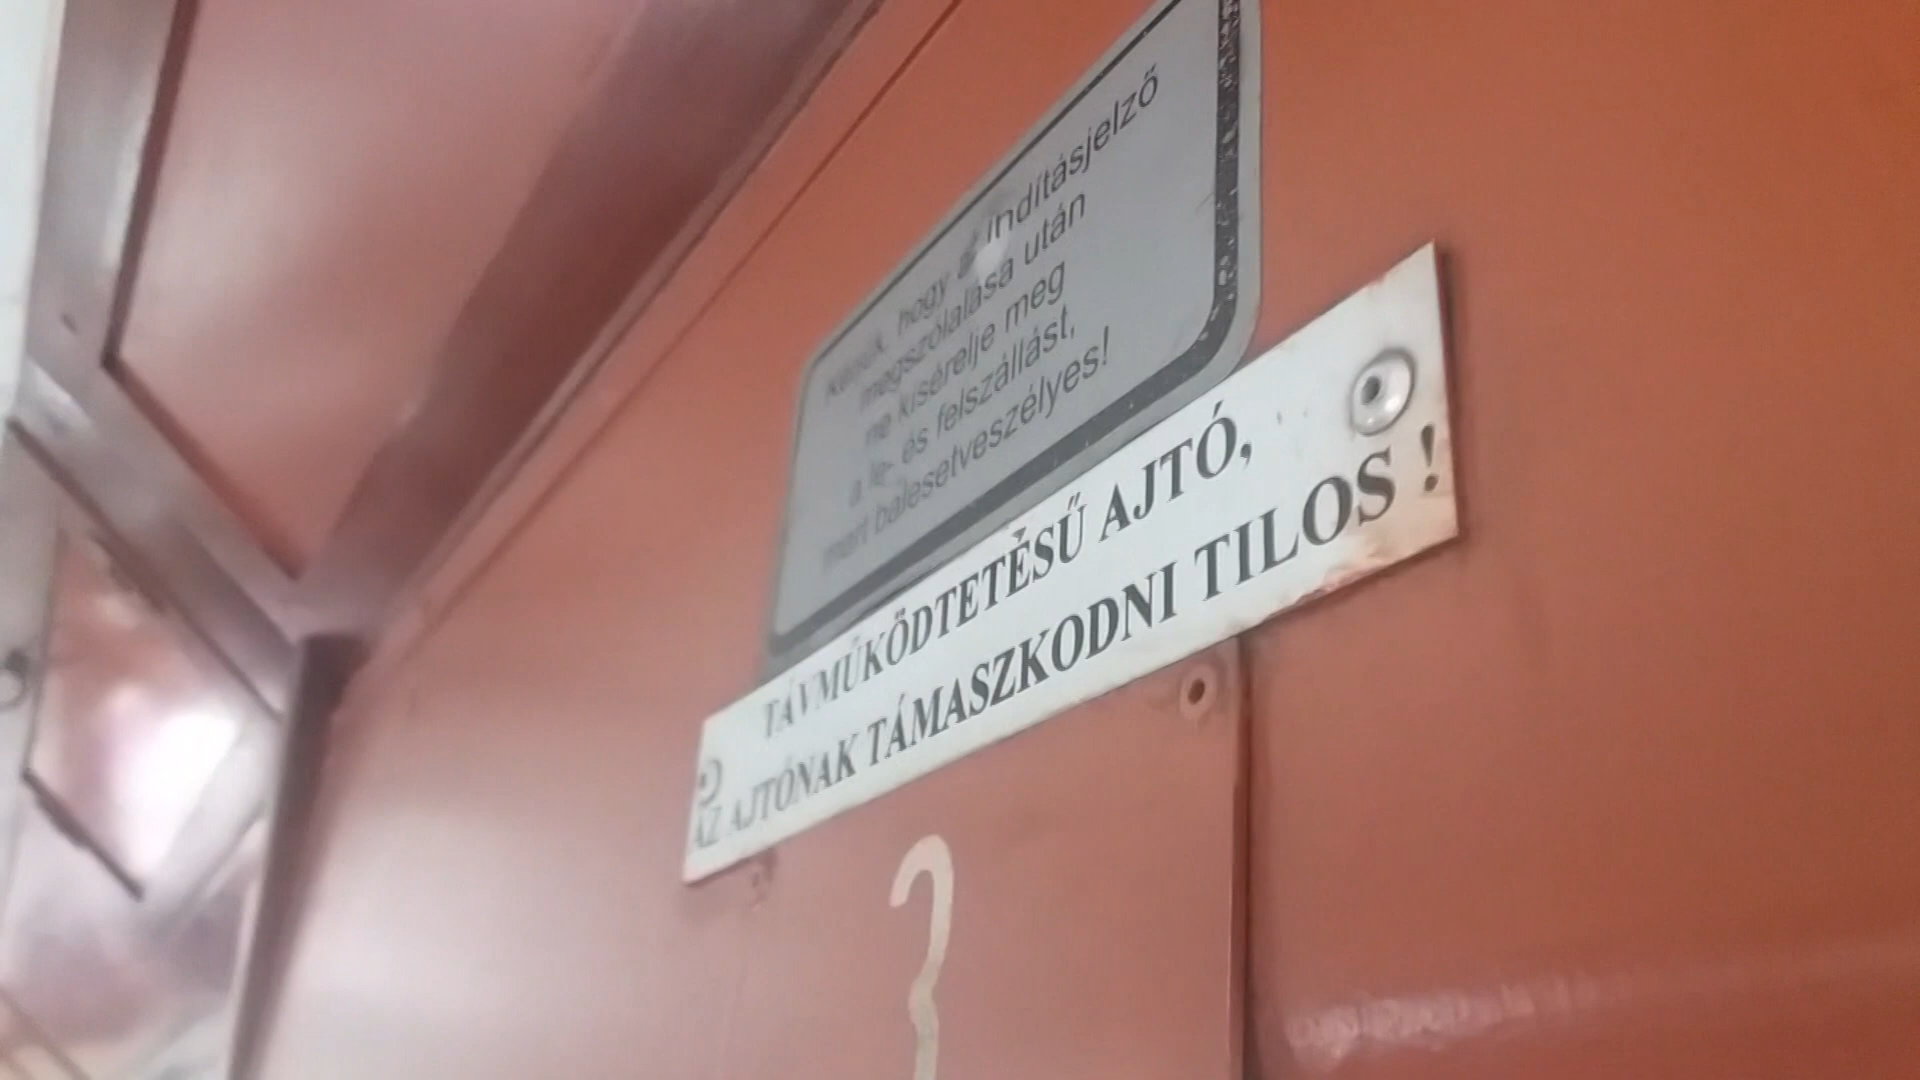 Kérjük, hogy az indításjelző
megszólalása után
ne kísérelje meg
a le- és felszállást,
mert balesetveszélyes!
TÁVMŰKÖDTETÉSŰ AJTÓ,
AZ AJTÓNAK TÁMASZKODNI TILOS !